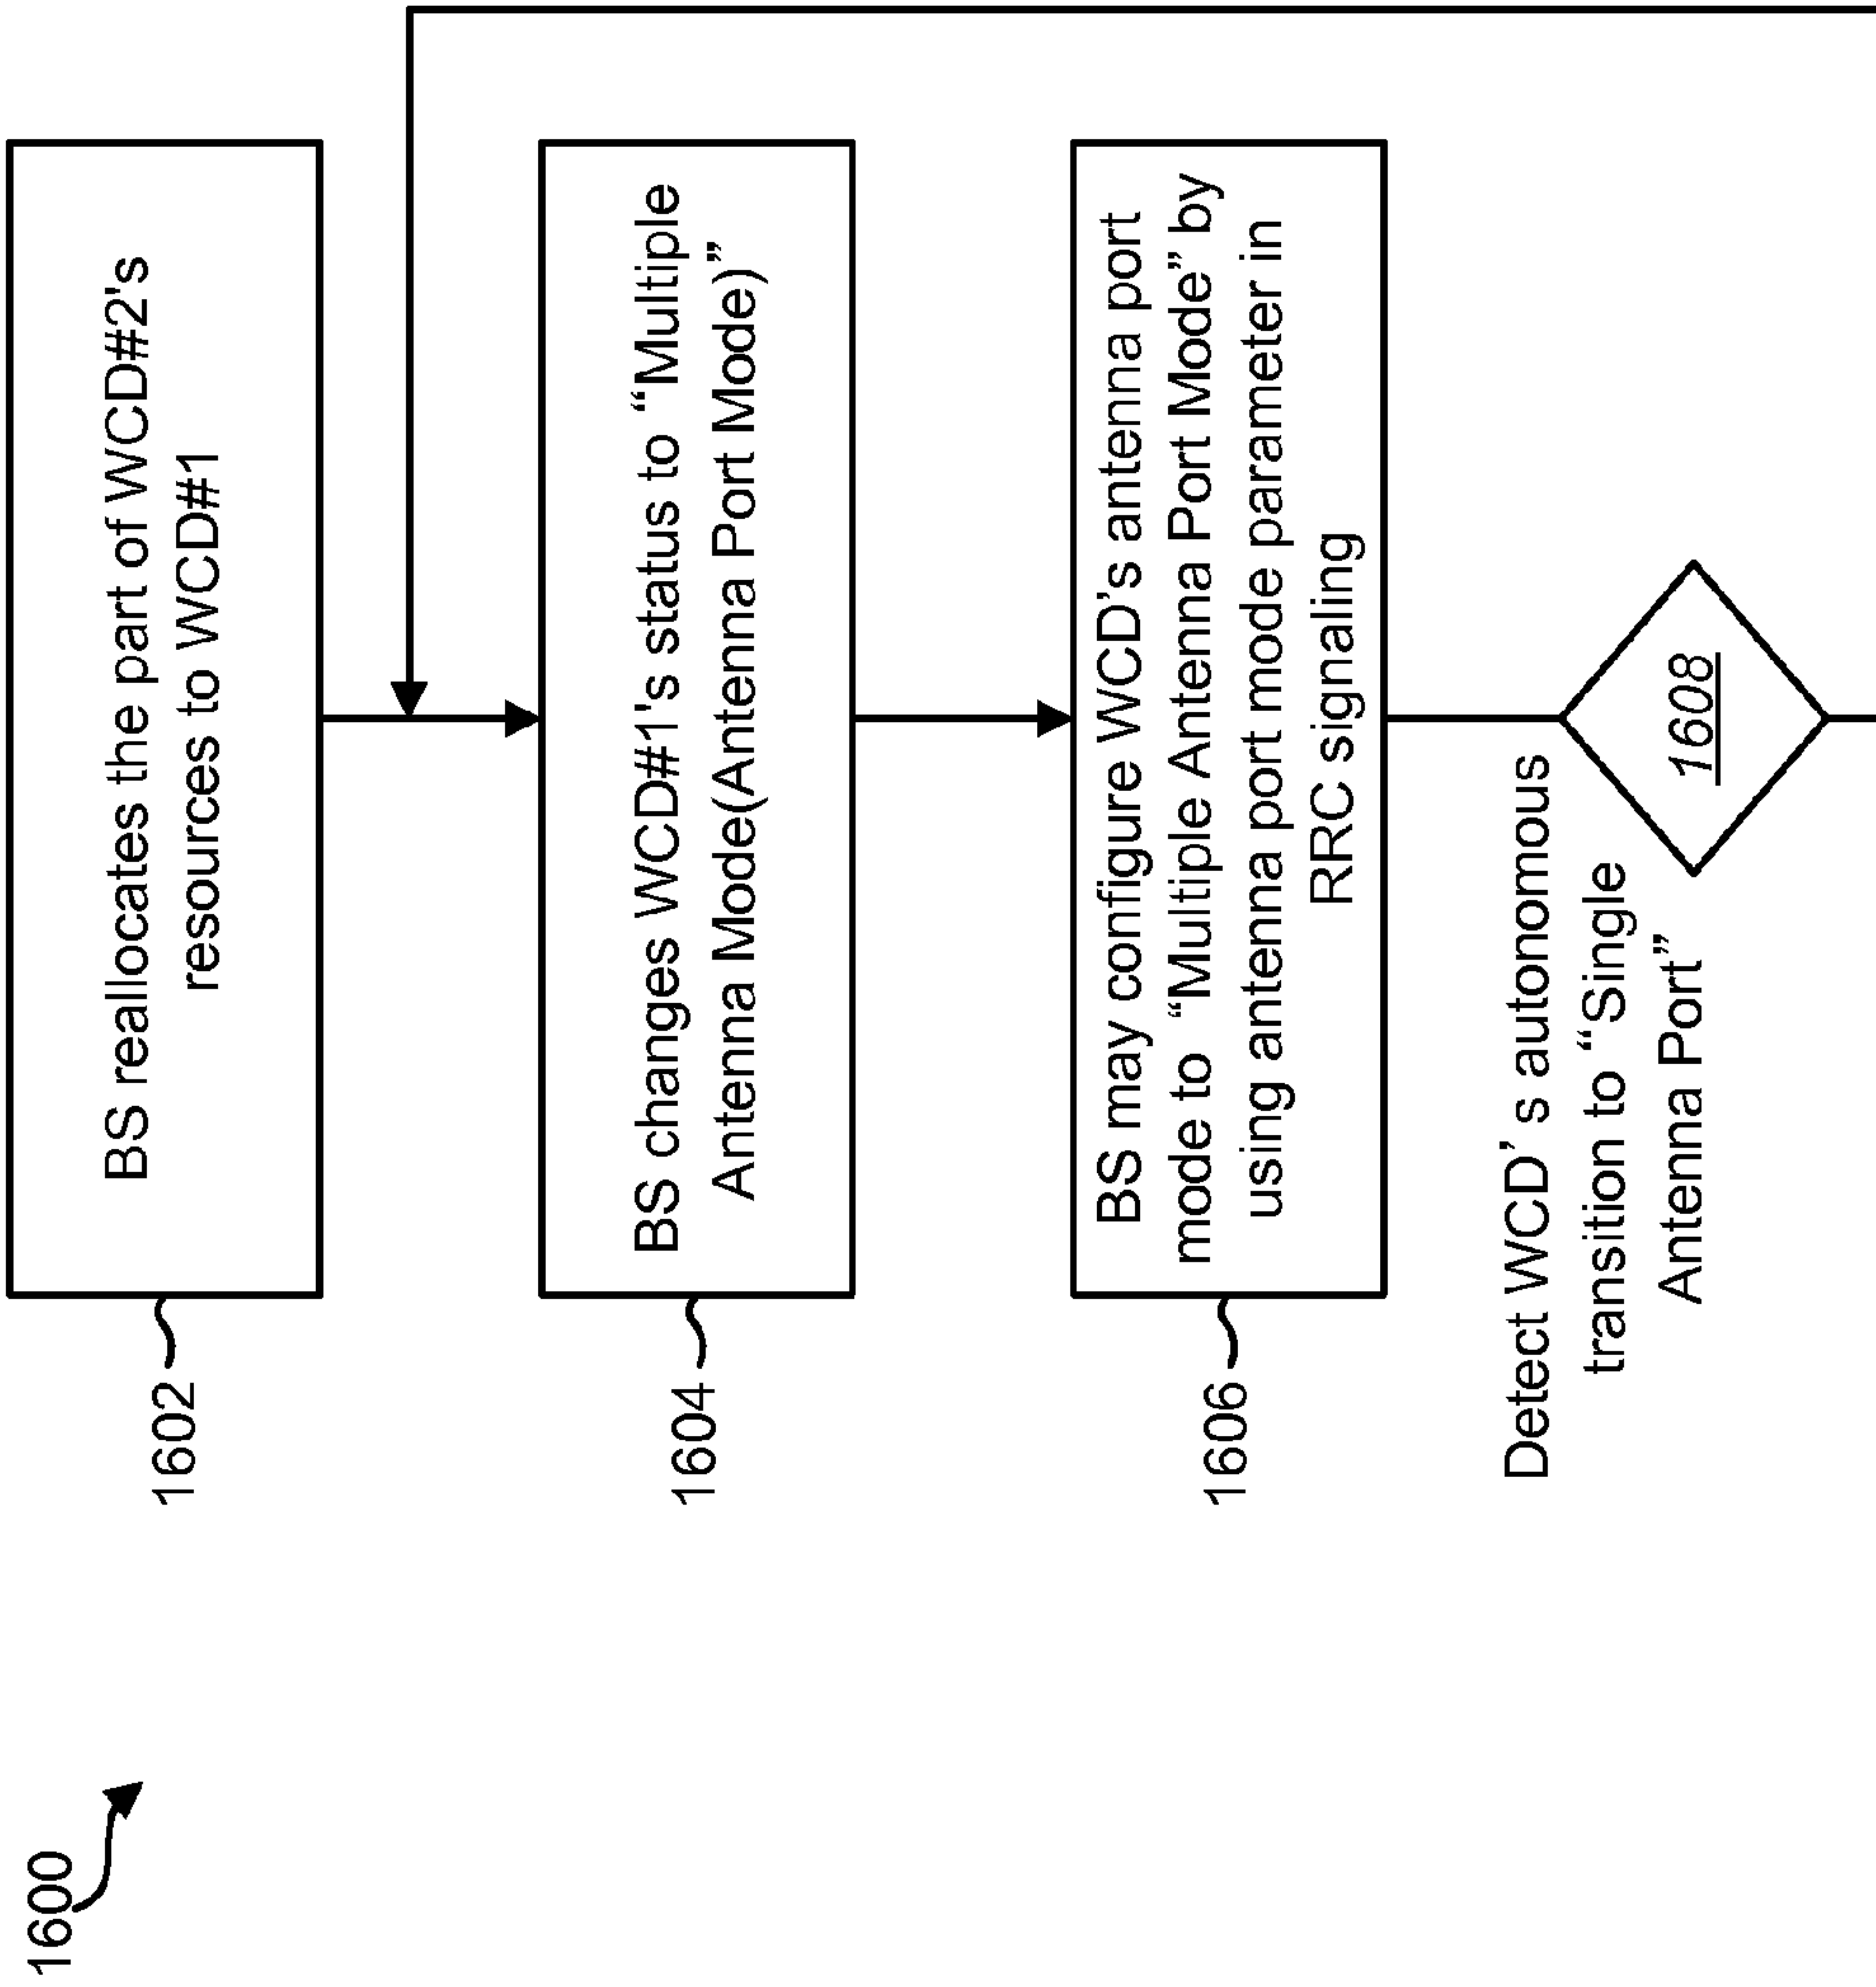 1600
1602
BS reallocates the part of WCD#2's
resources to WCD#1
1604
BS changes WCD#1's status to “Multiple
Antenna Mode(Antenna Port Mode)”
1606
BS may configure WCD's antenna port
mode to “Multiple Antenna Port Mode” by
using antenna port mode parameter in
RRC signaling
Detect WCD’ s autonomous
transition to “Single
Antenna Port”
1608